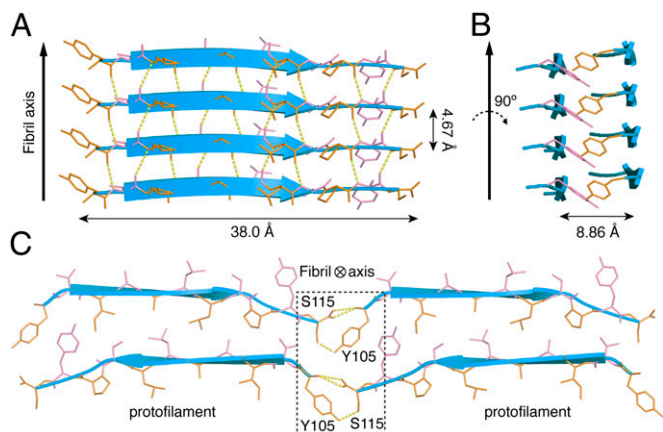 A
B
Fibril axis
4.67 Å
90º
38.0 Å
8.86 Å
C
Fibril ⊗ axis
S115
Y105
protofilament
Y105
S115
protofilament